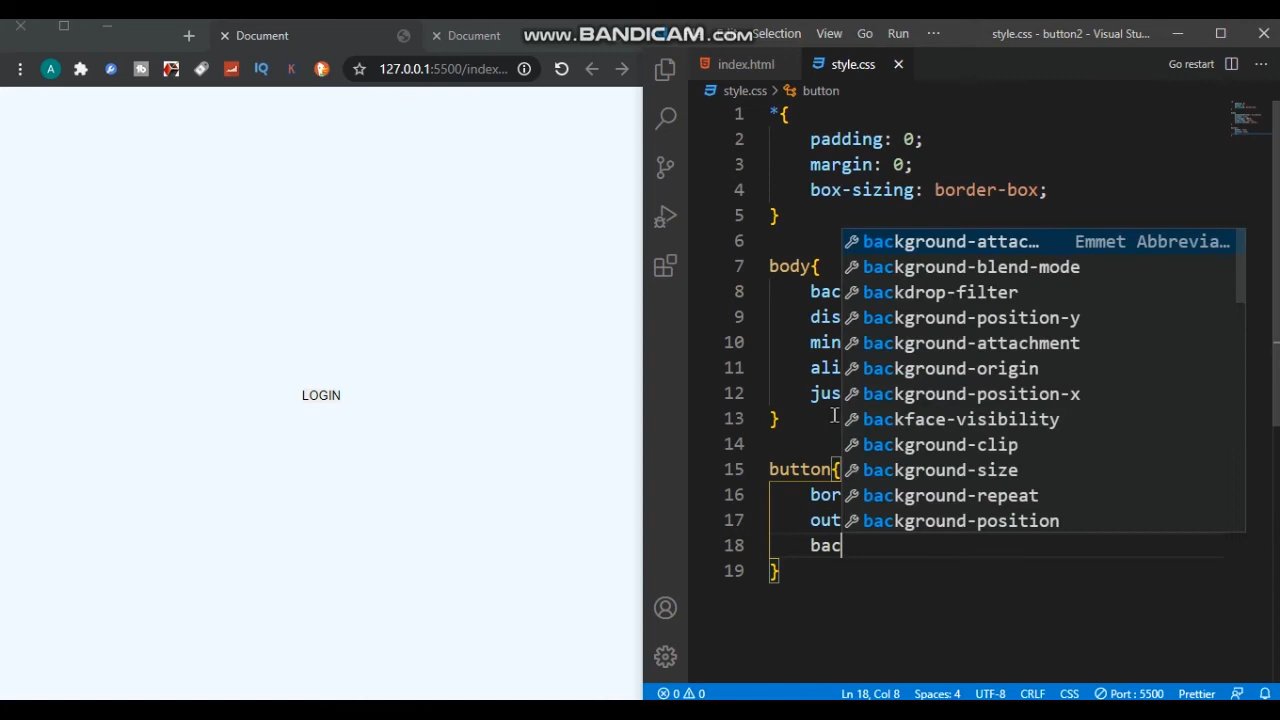 www.BANDICAM.com
Document
Document
127.0.0.1:5500/index...
A
IQ
K
Selection
View
Go
Run
style.css - button2 - Visual Stu...
index.html
style.css
Go restart
style.css > button
1 *{
2 padding: 0;
3 margin: 0;
4 box-sizing: border-box;
5 }
6
7 body{
8 bac
9 dis
10 min
11 ali
12 jus
13 }
14
15 button{
16 bor
17 out
18 bac
19 }
background-attac... Emmet Abbrevia...
background-blend-mode
backdrop-filter
background-position-y
background-attachment
background-origin
background-position-x
backface-visibility
background-clip
background-size
background-repeat
background-position
LOGIN
0 0
Ln 18, Col 8
Spaces: 4
UTF-8
CRLF
CSS
Port : 5500
Prettier